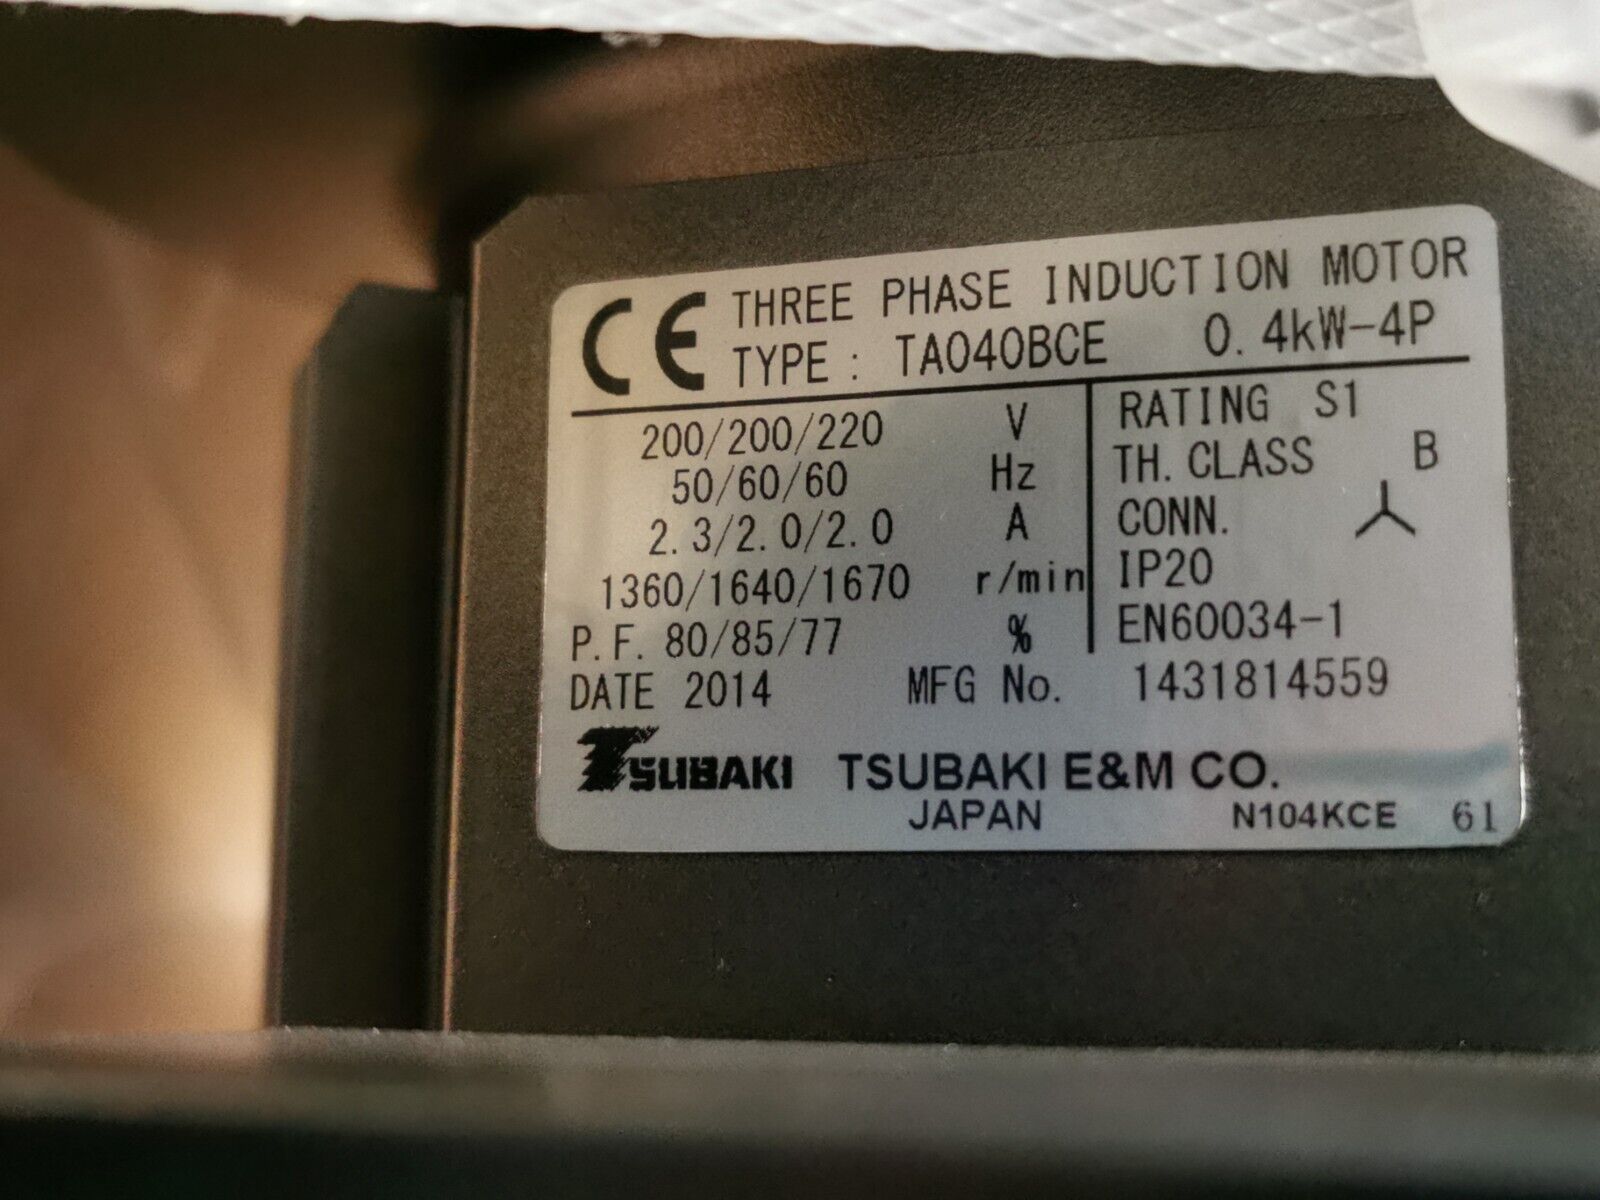 CE THREE PHASE INDUCTION MOTOR
TYPE : TA040BCE 0.4kW-4P
200/200/220 V
50/60/60 Hz
2.3/2.0/2.0 A
1360/1640/1670 r/min
P.F. 80/85/77 %
RATING S1
TH.CLASS B
CONN.
IP20
EN60034-1
DATE 2014 MFG No. 1431814559
TSUBAKI TSUBAKI E&M CO.
JAPAN N104KCE 61